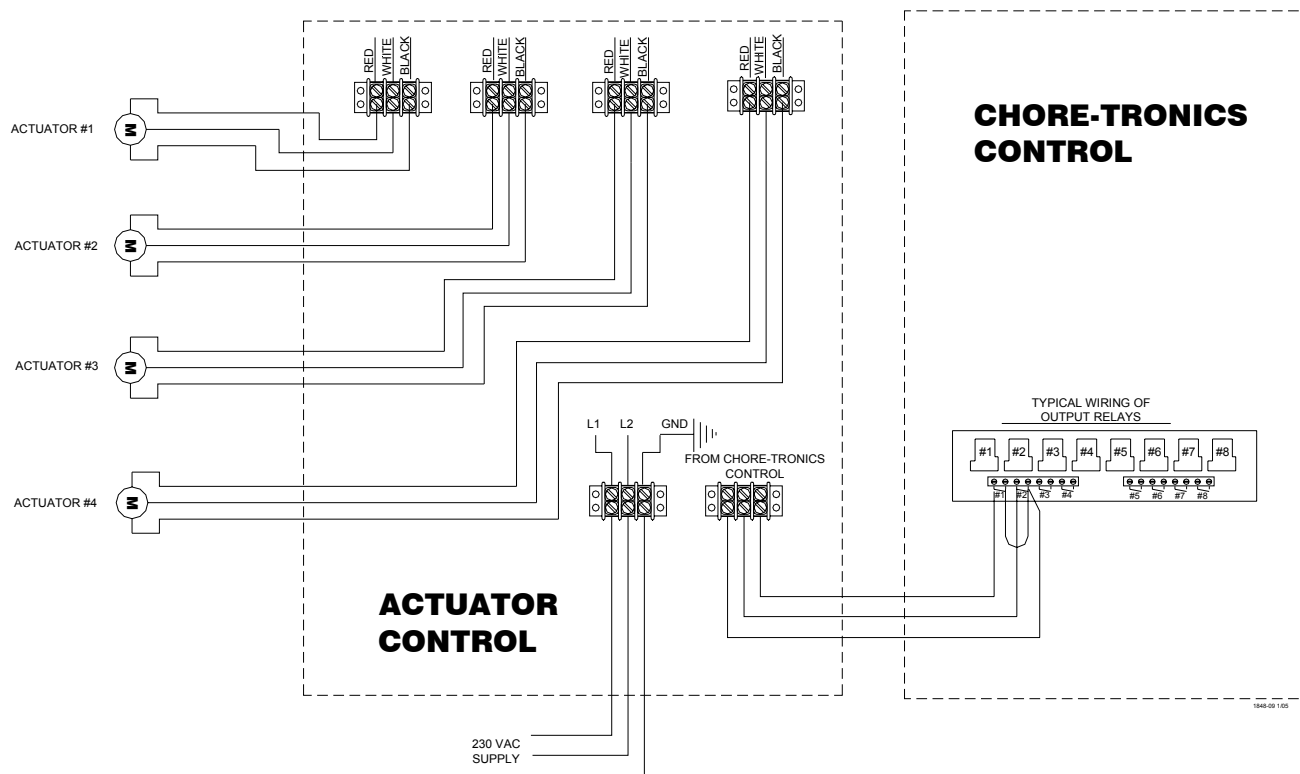 RED
WHITE
BLACK
RED
WHITE
BLACK
RED
WHITE
BLACK
RED
WHITE
BLACK
ACTUATOR #1
M
ACTUATOR #2
M
ACTUATOR #3
M
ACTUATOR #4
M
L1
L2
GND
FROM CHORE-TRONICS
CONTROL
ACTUATOR
CONTROL
230 VAC
SUPPLY
CHORE-TRONICS
CONTROL
TYPICAL WIRING OF
OUTPUT RELAYS
#1 #2 #3 #4 #5 #6 #7 #8
#1 #2 #3 #4 #5 #6 #7 #8
1848-09 1/05